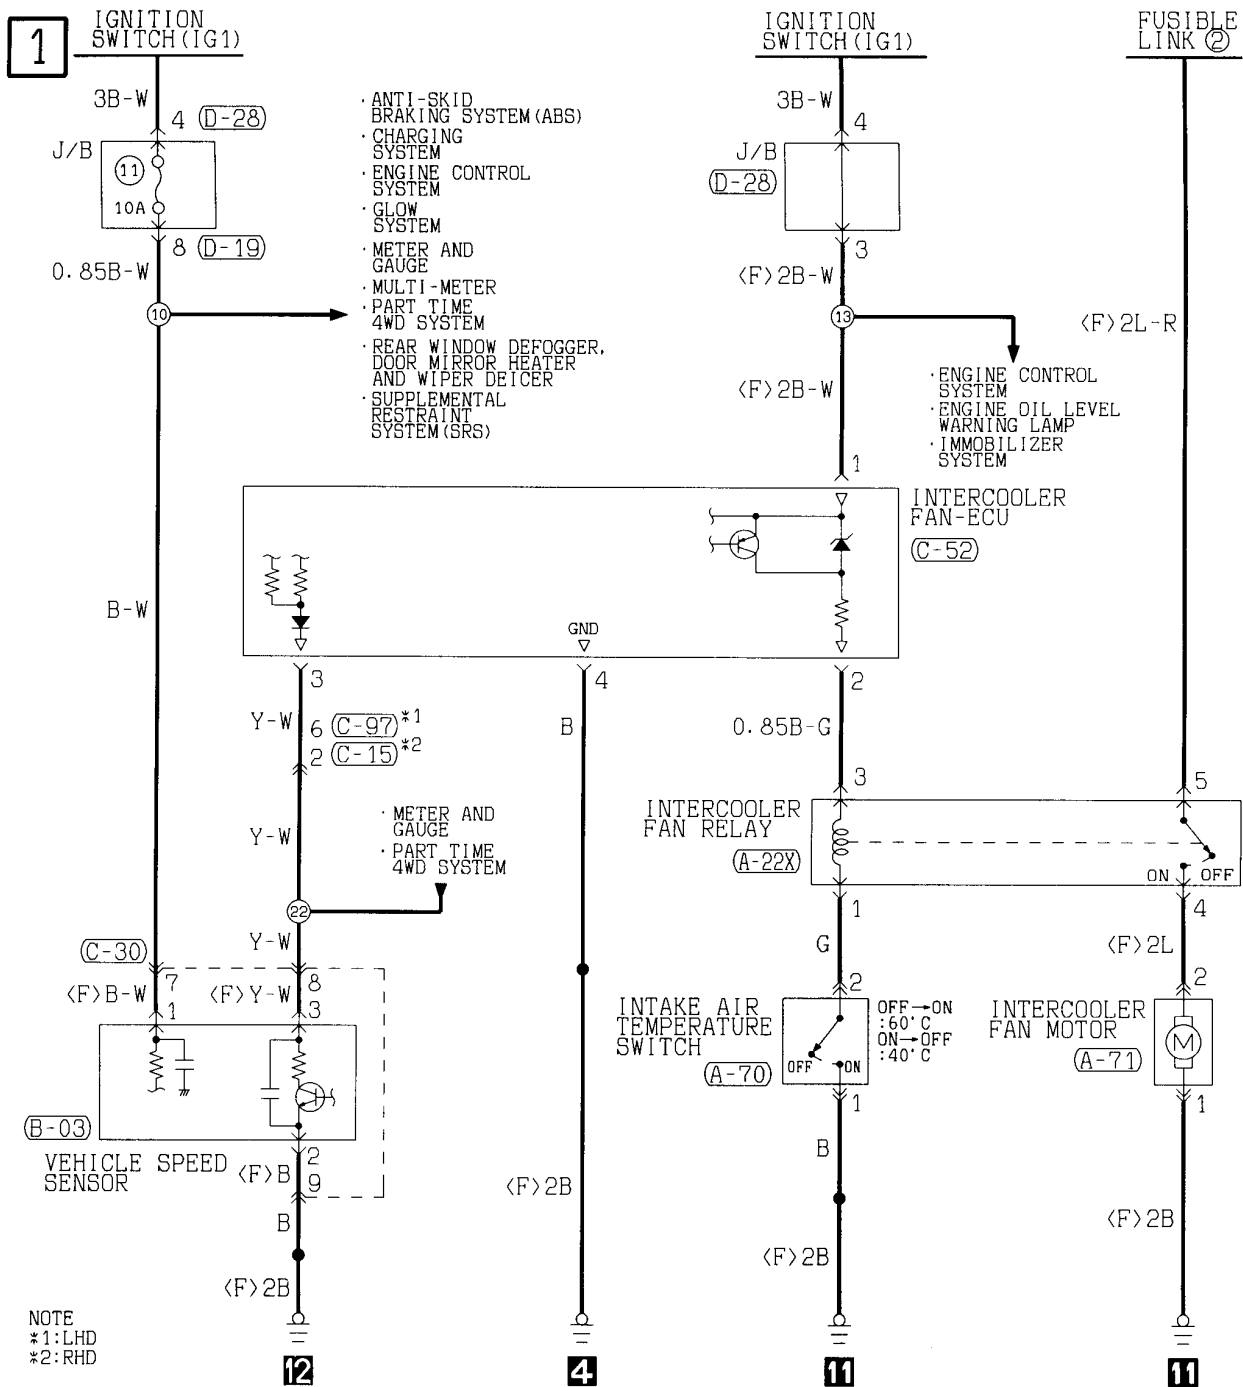 1
IGNITION
SWITCH(IG1)
IGNITION
SWITCH(IG1)
FUSIBLE
LINK ②
3B-W
4 (D-28)
J/B
11
10A
8 (D-19)
0.85B-W
10
· ANTI-SKID
BRAKING SYSTEM(ABS)
· CHARGING
SYSTEM
· ENGINE CONTROL
SYSTEM
· GLOW
SYSTEM
· METER AND
GAUGE
· MULTI-METER
· PART TIME
4WD SYSTEM
· REAR WINDOW DEFOGGER,
DOOR MIRROR HEATER
AND WIPER DEICER
· SUPPLEMENTAL
RESTRAINT
SYSTEM(SRS)
3B-W
4
J/B
D-28
3
<F>2B-W
13
<F>2B-W
<F>2L-R
· ENGINE CONTROL
SYSTEM
· ENGINE OIL LEVEL
WARNING LAMP
· IMMOBILIZER
SYSTEM
1
INTERCOOLER
FAN-ECU
C-52
B-W
GND
3
4
2
Y-W
6 (C-97)*1
2 (C-15)*2
B
0.85B-G
3
5
INTERCOOLER
FAN RELAY
A-22X
ON OFF
Y-W
· METER AND
GAUGE
· PART TIME
4WD SYSTEM
22
1
4
Y-W
G
<F>2L
C-30
7
8
<F>B-W
<F>Y-W
1
3
2
2
INTAKE AIR
TEMPERATURE
SWITCH
A-70
OFF→ON
:60°C
ON→OFF
:40°C
OFF ON
INTERCOOLER
FAN MOTOR
A-71
M
1
1
B-03
VEHICLE SPEED
SENSOR
2
<F>B
9
B
B
<F>2B
<F>2B
<F>2B
<F>2B
NOTE
*1:LHD
*2:RHD
12
4
11
11